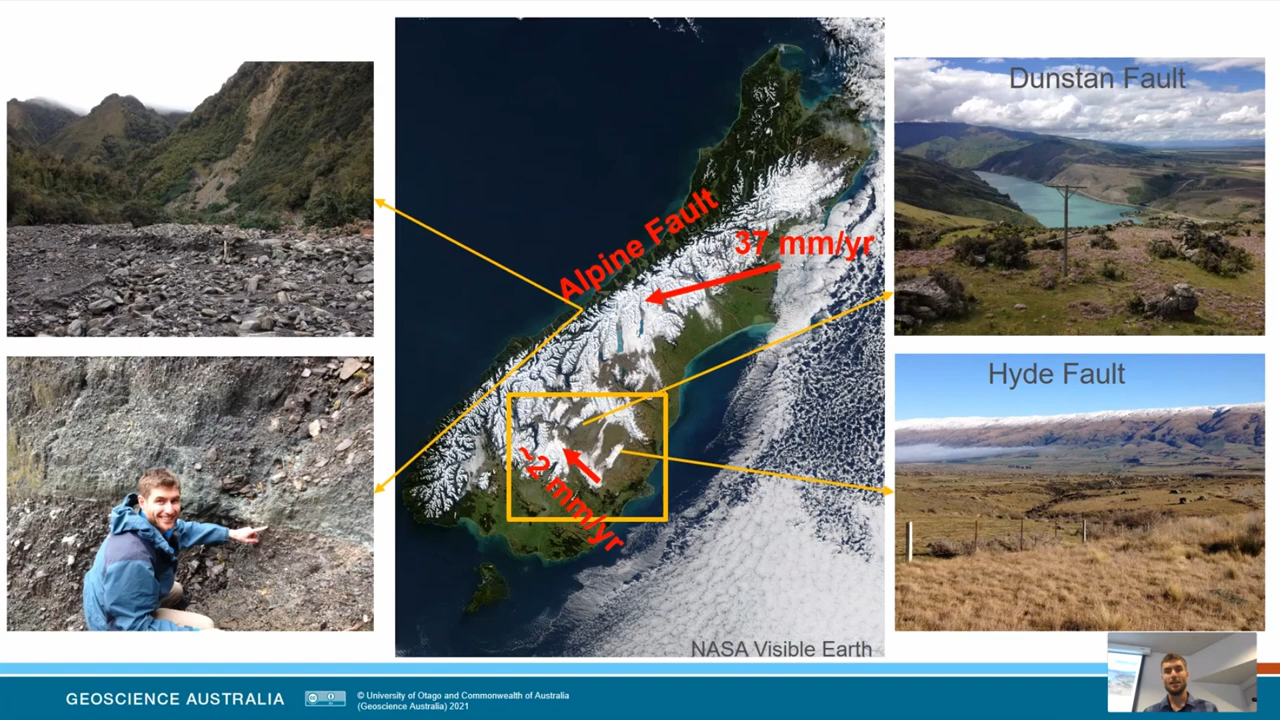 Alpine Fault
37 mm/yr
~2 mm/yr
NASA Visible Earth
Dunstan Fault
Hyde Fault
GEOSCIENCE AUSTRALIA
© University of Otago and Commonwealth of Australia
(Geoscience Australia) 2021